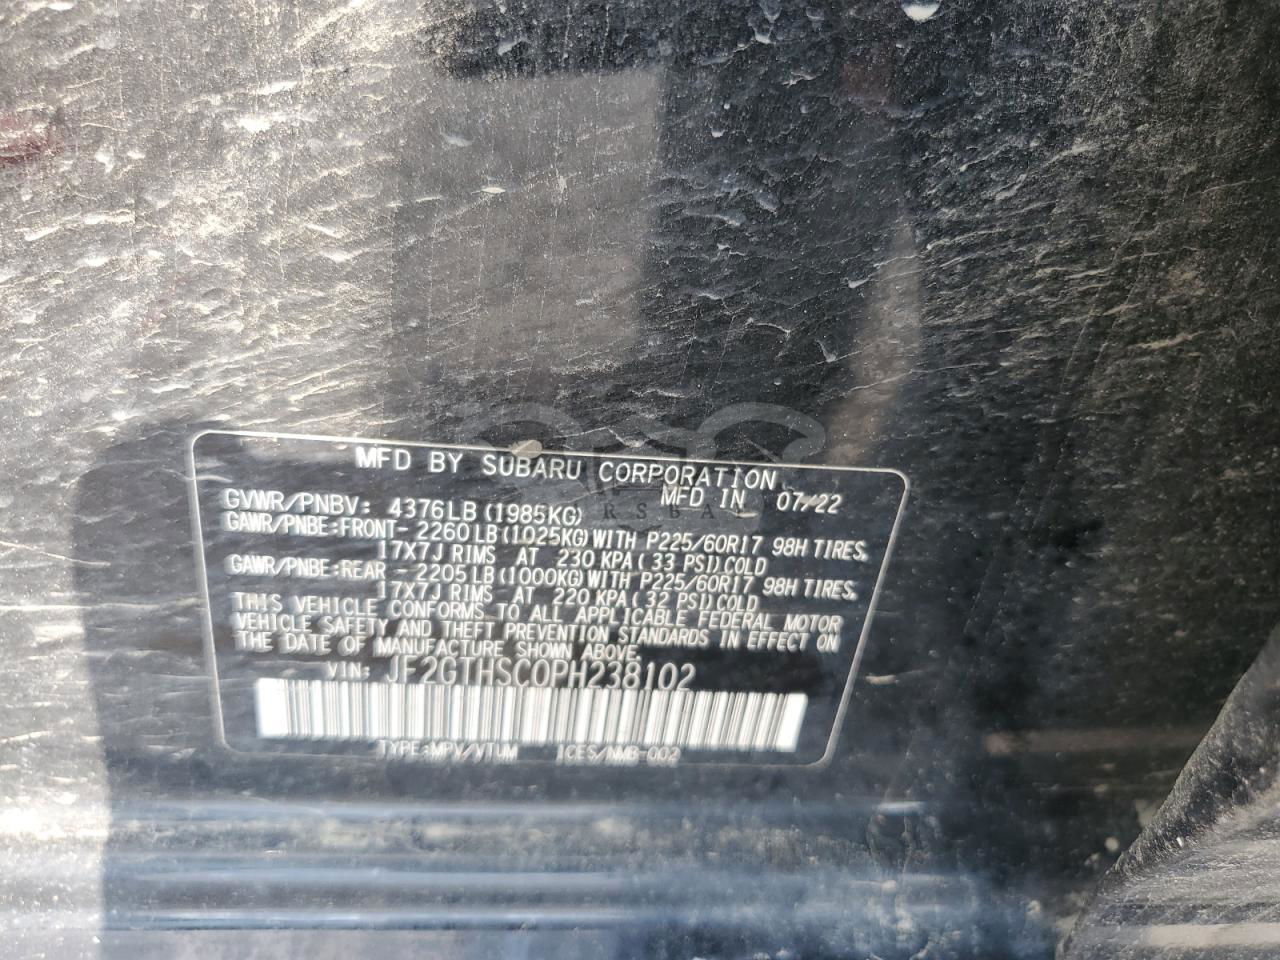 MFD BY SUBARU CORPORATION
MFD IN 07/22
GVWR/PNBV: 4376LB(1985KG)
GAWR/PNBE:FRONT-2260LB(1025KG)WITH P225/60R17 98H TIRES,
17X7J RIMS AT 230 KPA(33 PSI)COLD
GAWR/PNBE:REAR -2205LB(1000KG)WITH P225/60R17 98H TIRES,
17X7J RIMS AT 220 KPA(32 PSI)COLD
THIS VEHICLE CONFORMS TO ALL APPLICABLE FEDERAL MOTOR
VEHICLE SAFETY AND THEFT PREVENTION STANDARDS IN EFFECT ON
THE DATE OF MANUFACTURE SHOWN ABOVE.
VIN: JF2GTHSC0PH238102
TYPE:MPV/VTUM ICES/NMB-002